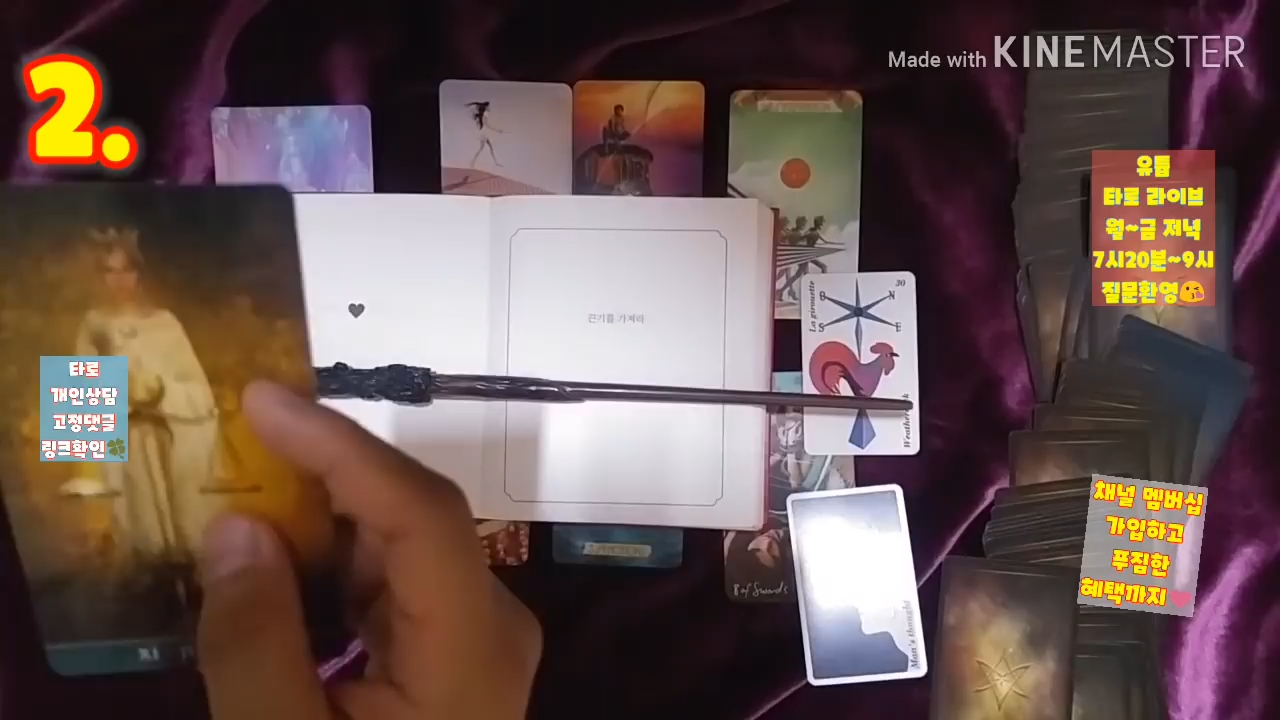 2.
Made with KINEMASTER
유튭
타로 라이브
월~금 저녁
7시20분~9시
질문환영😘
타로
개인상담
고정댓글
링크확인🍀
채널 멤버십
가입하고
푸짐한
혜택까지❤️
끈기를 가져라
30
La girouette
N
S
E
8 of Swords
Man's thought
XI